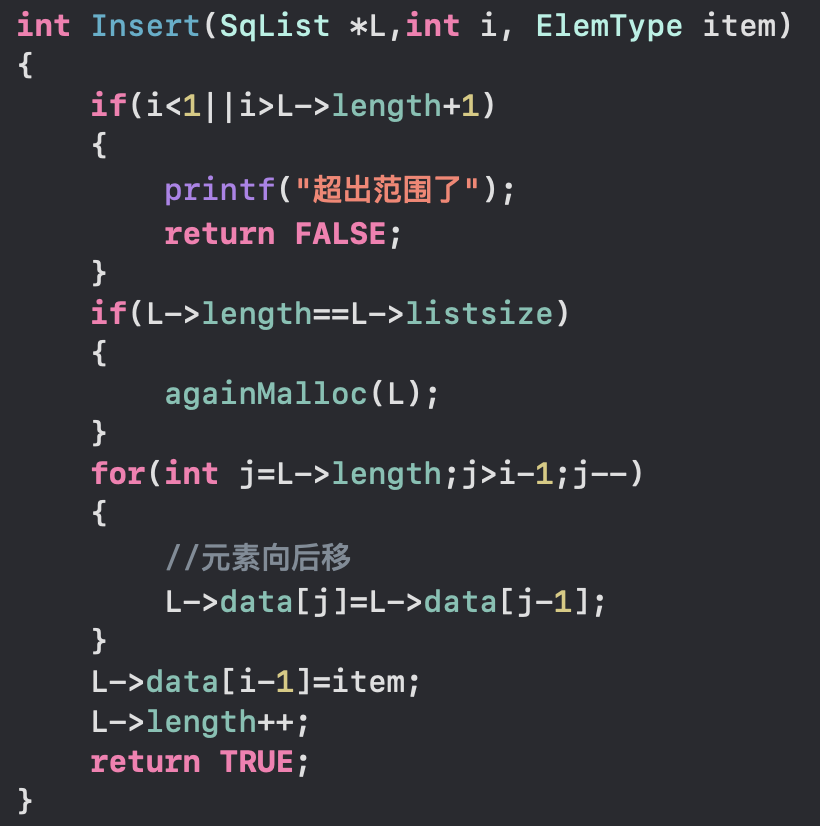 int Insert(SqList *L,int i, ElemType item)
{
    if(i<1||i>L->length+1)
    {
        printf("超出范围了");
        return FALSE;
    }
    if(L->length==L->listsize)
    {
        againMalloc(L);
    }
    for(int j=L->length;j>i-1;j--)
    {
        //元素向后移
        L->data[j]=L->data[j-1];
    }
    L->data[i-1]=item;
    L->length++;
    return TRUE;
}